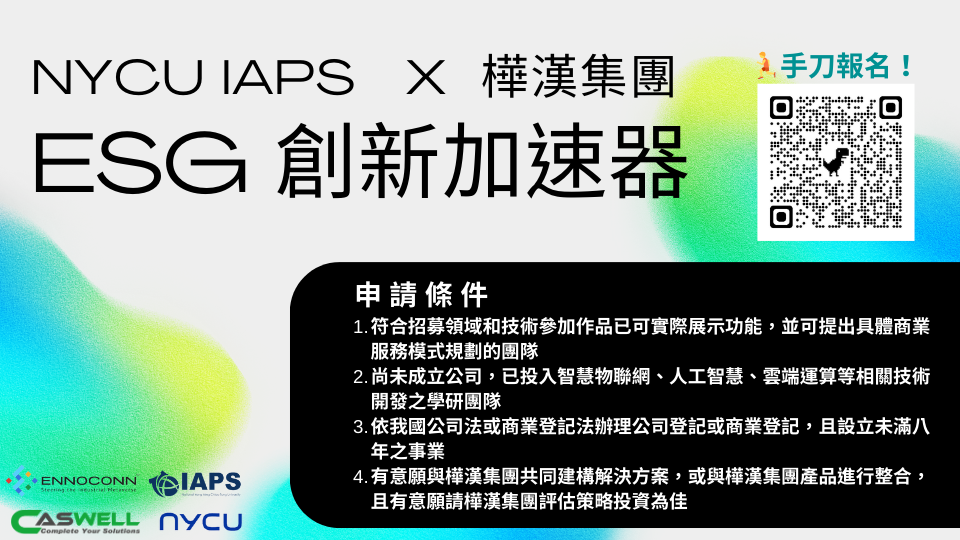 NYCU IAPS X 樺漢集團
手刀報名！
ESG 創新加速器
申請條件
1. 符合招募領域和技術參加作品已可實際展示功能，並可提出具體商業
服務模式規劃的團隊
2. 尚未成立公司，已投入智慧物聯網、人工智慧、雲端運算等相關技術
開發之學研團隊
3. 依我國公司法或商業登記法辦理公司登記或商業登記，且設立未滿八
年之事業
4. 有意願與樺漢集團共同建構解決方案，或與樺漢集團產品進行整合，
且有意願請樺漢集團評估策略投資為佳
ENNOCONN
Steering the Industrial Metaverse
IAPS
CASWELL
Complete Your Solutions
NYCU